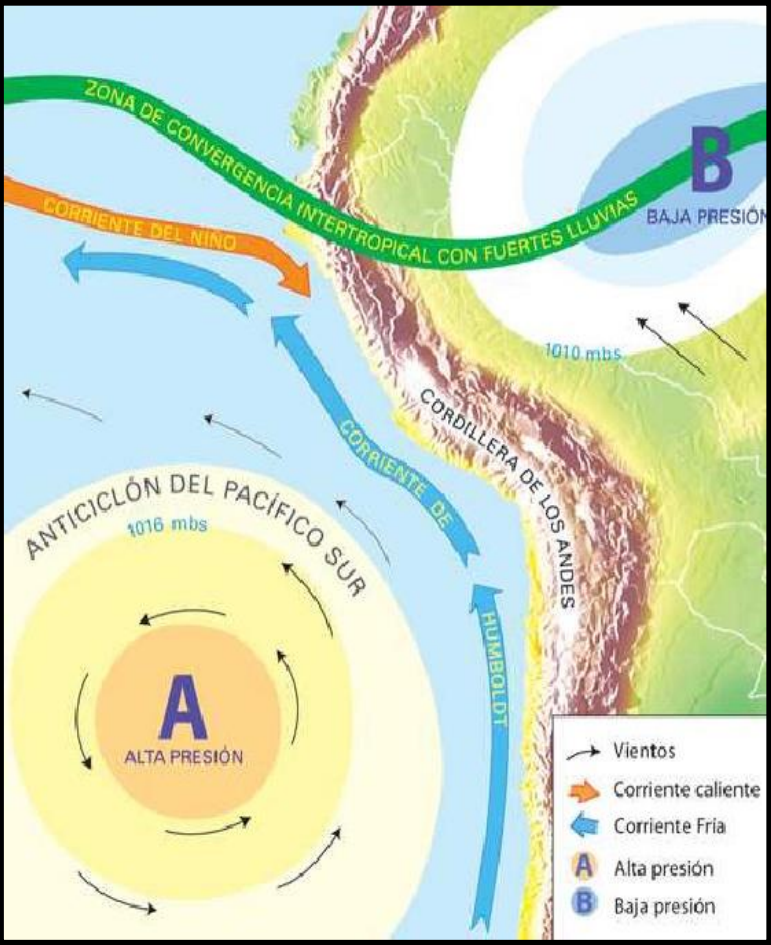 ZONA DE CONVERGENCIA INTERTROPICAL CON FUERTES LLUVIAS
B
BAJA PRESIÓN
CORRIENTE DEL NIÑO
1010 mbs
CORDILLERA DE LOS ANDES
CORRIENTE DE
HUMBOLDT
ANTICICLÓN DEL PACÍFICO SUR
1016 mbs
A
ALTA PRESIÓN
Vientos
Corriente caliente
Corriente Fría
A Alta presión
B Baja presión